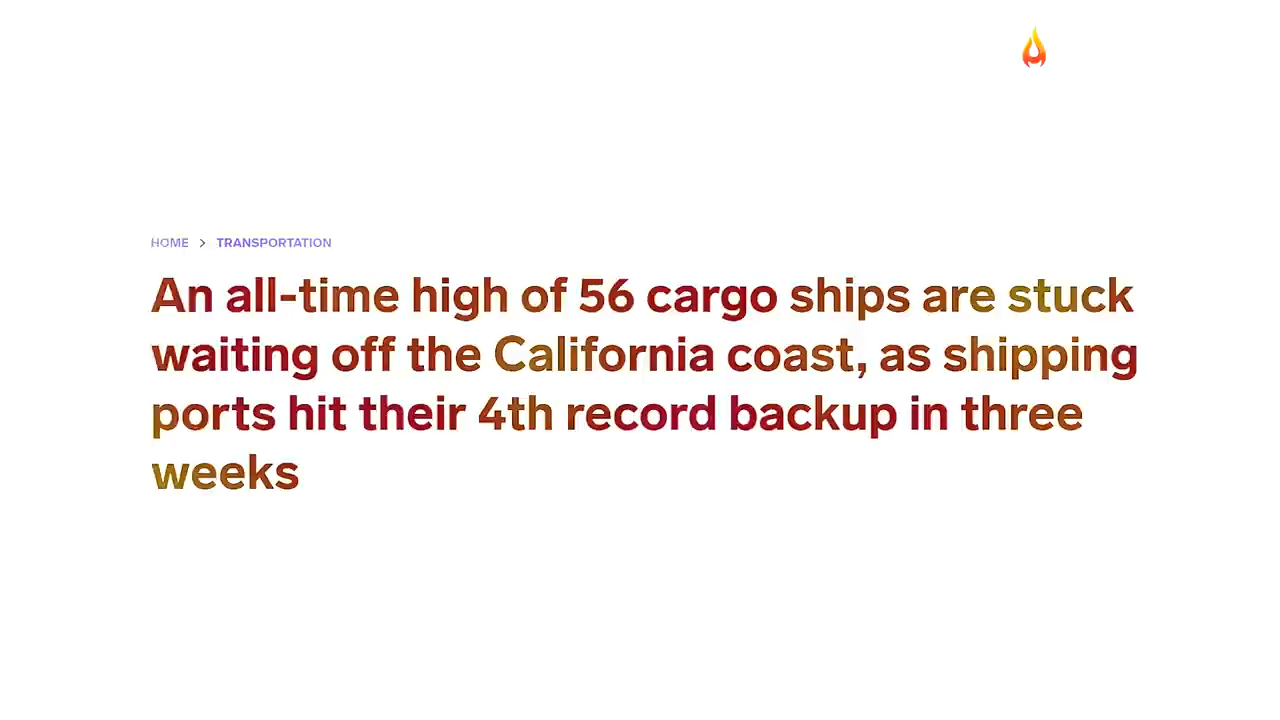 HOME > TRANSPORTATION
An all-time high of 56 cargo ships are stuck
waiting off the California coast, as shipping
ports hit their 4th record backup in three
weeks